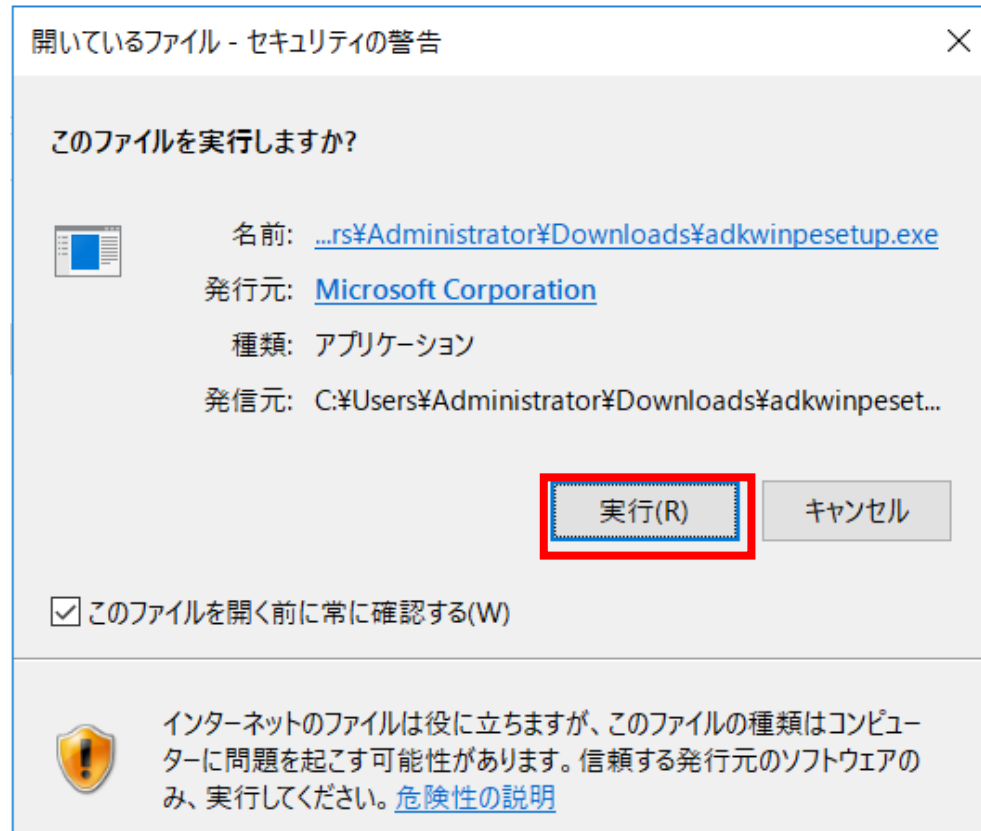 開いているファイル - セキュリティの警告
このファイルを実行しますか?
名前: ...rs¥Administrator¥Downloads¥adkwinpesetup.exe
発行元: Microsoft Corporation
種類: アプリケーション
発信元: C:¥Users¥Administrator¥Downloads¥adkwinpeset...
実行(R) キャンセル
このファイルを開く前に常に確認する(W)
インターネットのファイルは役に立ちますが、このファイルの種類はコンピュー
ターに問題を起こす可能性があります。信頼する発行元のソフトウェアの
み、実行してください。危険性の説明